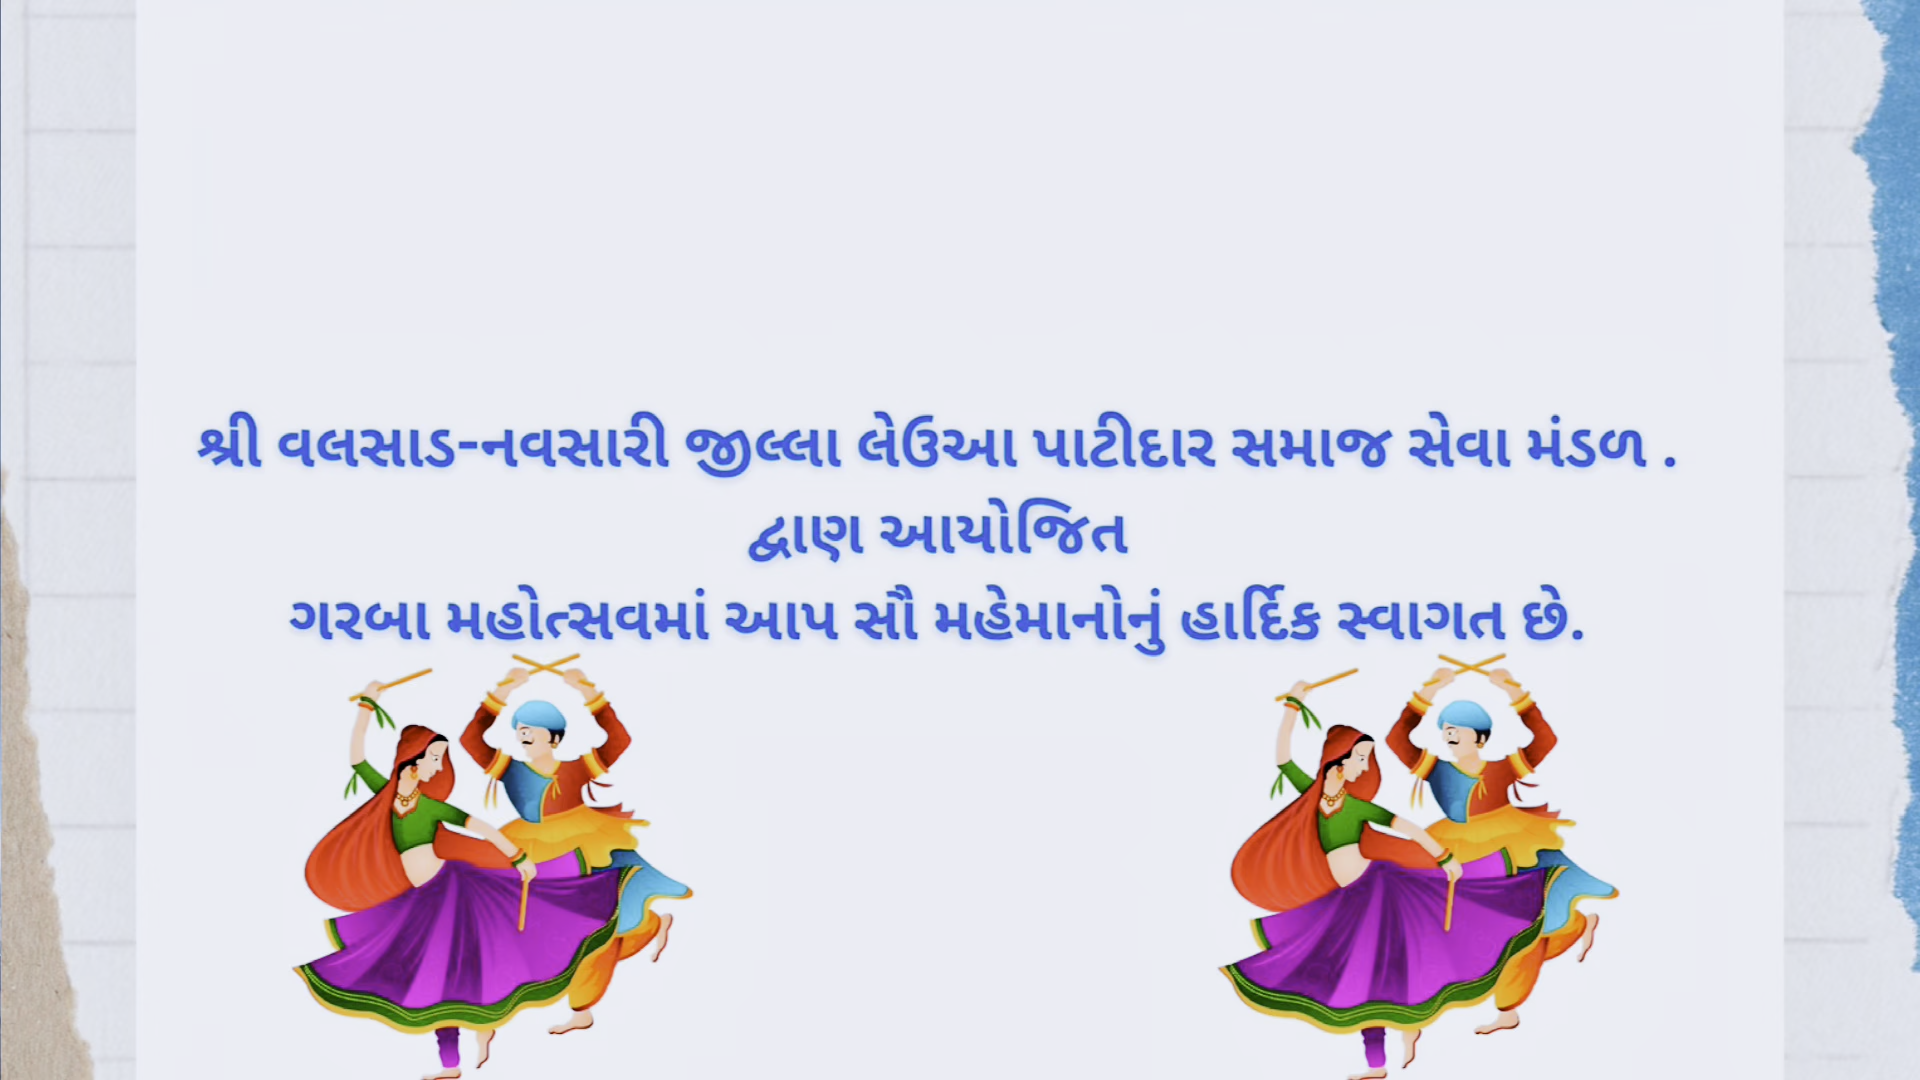 શ્રી વલસાડ-નવસારી જીલ્લા લેઉઆ પાટીદાર સમાજ સેવા મંડળ .
દ્વાણ આયોજિત
ગરબા મહોત્સવમાં આપ સૌ મહેમાનોનું હાર્દિક સ્વાગત છે.